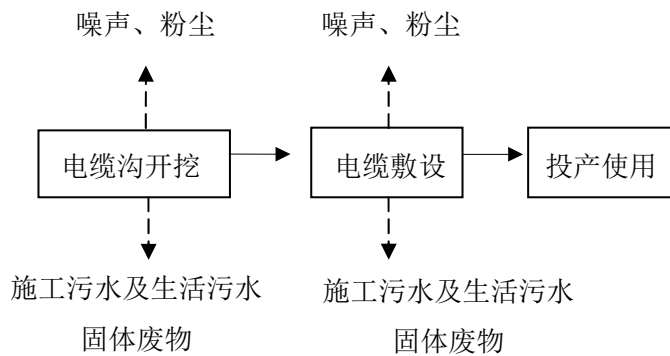 噪声、粉尘
噪声、粉尘
电缆沟开挖
电缆敷设
投产使用
施工污水及生活污水
固体废物
施工污水及生活污水
固体废物